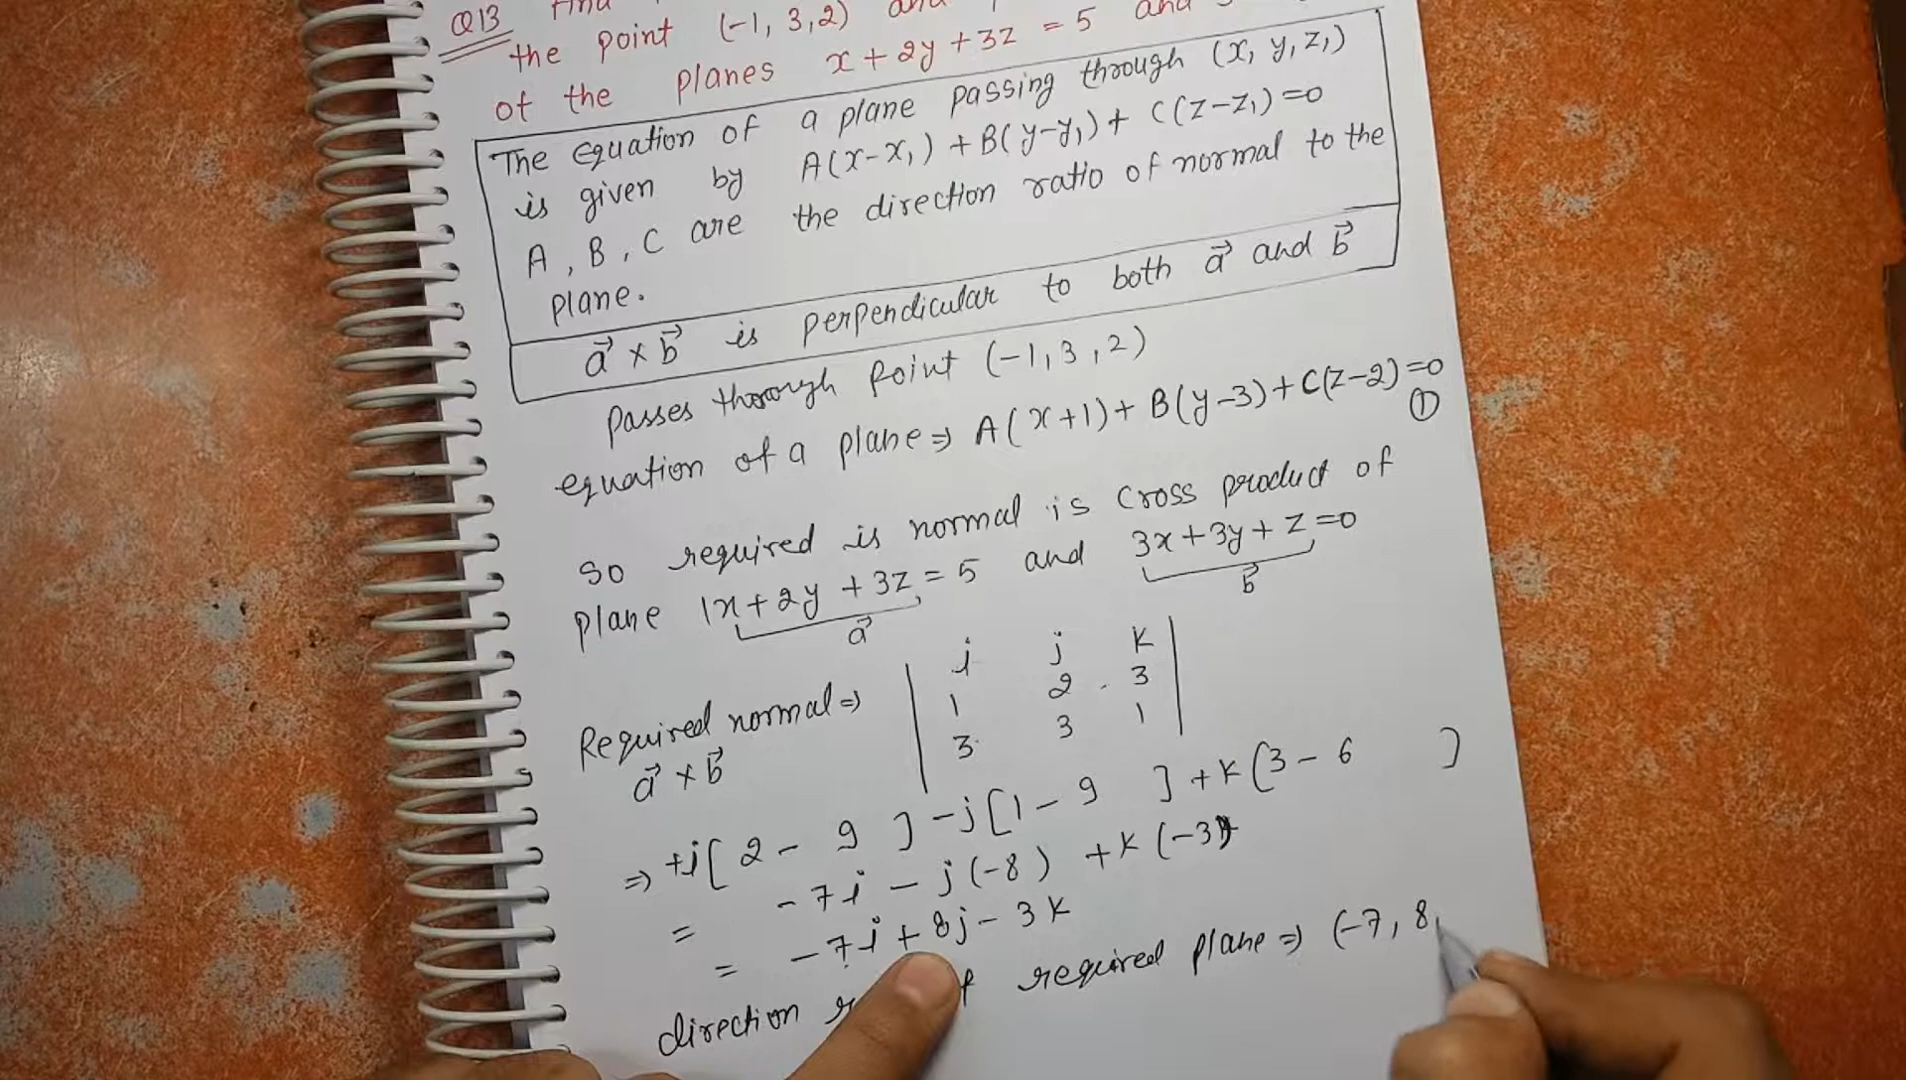 Q13 Find
the point (-1, 3, 2) and
of the planes x + 2y + 3z = 5 and
The equation of a plane passing through (x, y, z₁)
is given by A(x-x₁) + B(y-y₁) + C(z-z₁) = 0
A, B, C are the direction ratio of normal to the
plane.
a⃗ × b⃗ is perpendicular to both a⃗ and b⃗
Passes through Point (-1, 3, 2)
equation of a plane ⇒ A(x+1) + B(y-3) + C(z-2) = 0
①
So required is normal is cross product of
plane 1x + 2y + 3z = 5 and 3x + 3y + z = 0
a⃗ b⃗
Required normal ⇒ | i j k |
a⃗ × b⃗ | 1 2 3 |
| 3 3 1 |
⇒ +i[2 - 9] - j[1 - 9] + k(3 - 6]
= -7i - j(-8) + k(-3)
= -7i + 8j - 3k
direction required plane ⇒ (-7, 8,